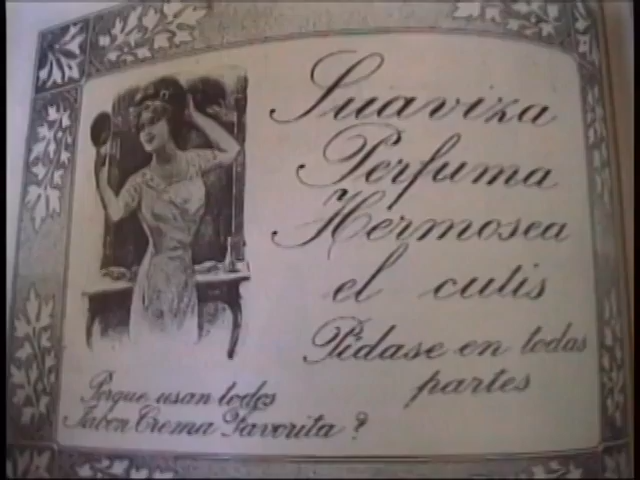 Suaviza
Perfuma
Hermosea
el cutis
Pídase en todas
partes
Porque usan todos
Jabon Crema Favorita ?